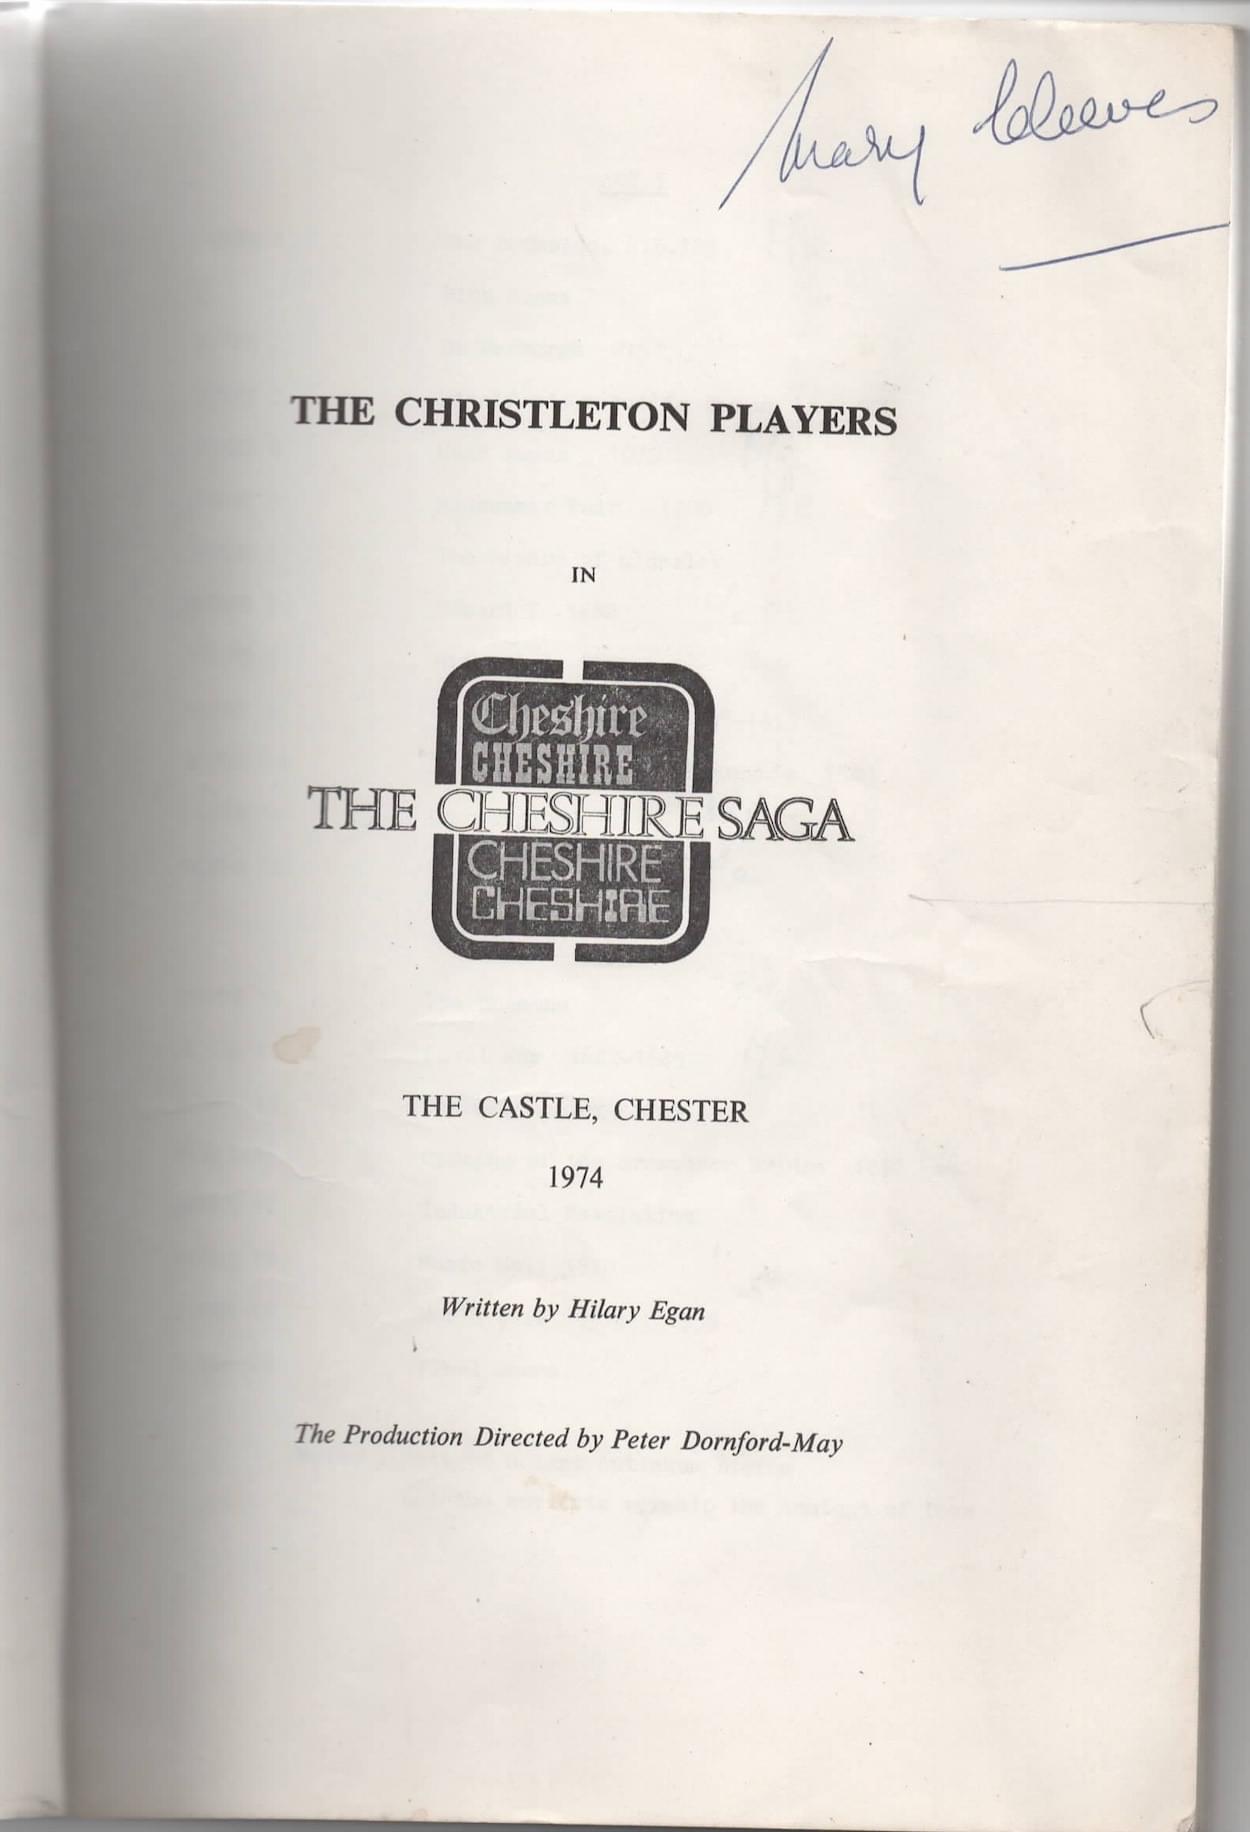 Mary Cleeves
THE CHRISTLETON PLAYERS
IN
Cheshire
CHESHIRE
THE CHESHIRE SAGA
CHESHIRE
CHESHIRE
THE CASTLE, CHESTER
1974
Written by Hilary Egan
The Production Directed by Peter Dornford-May